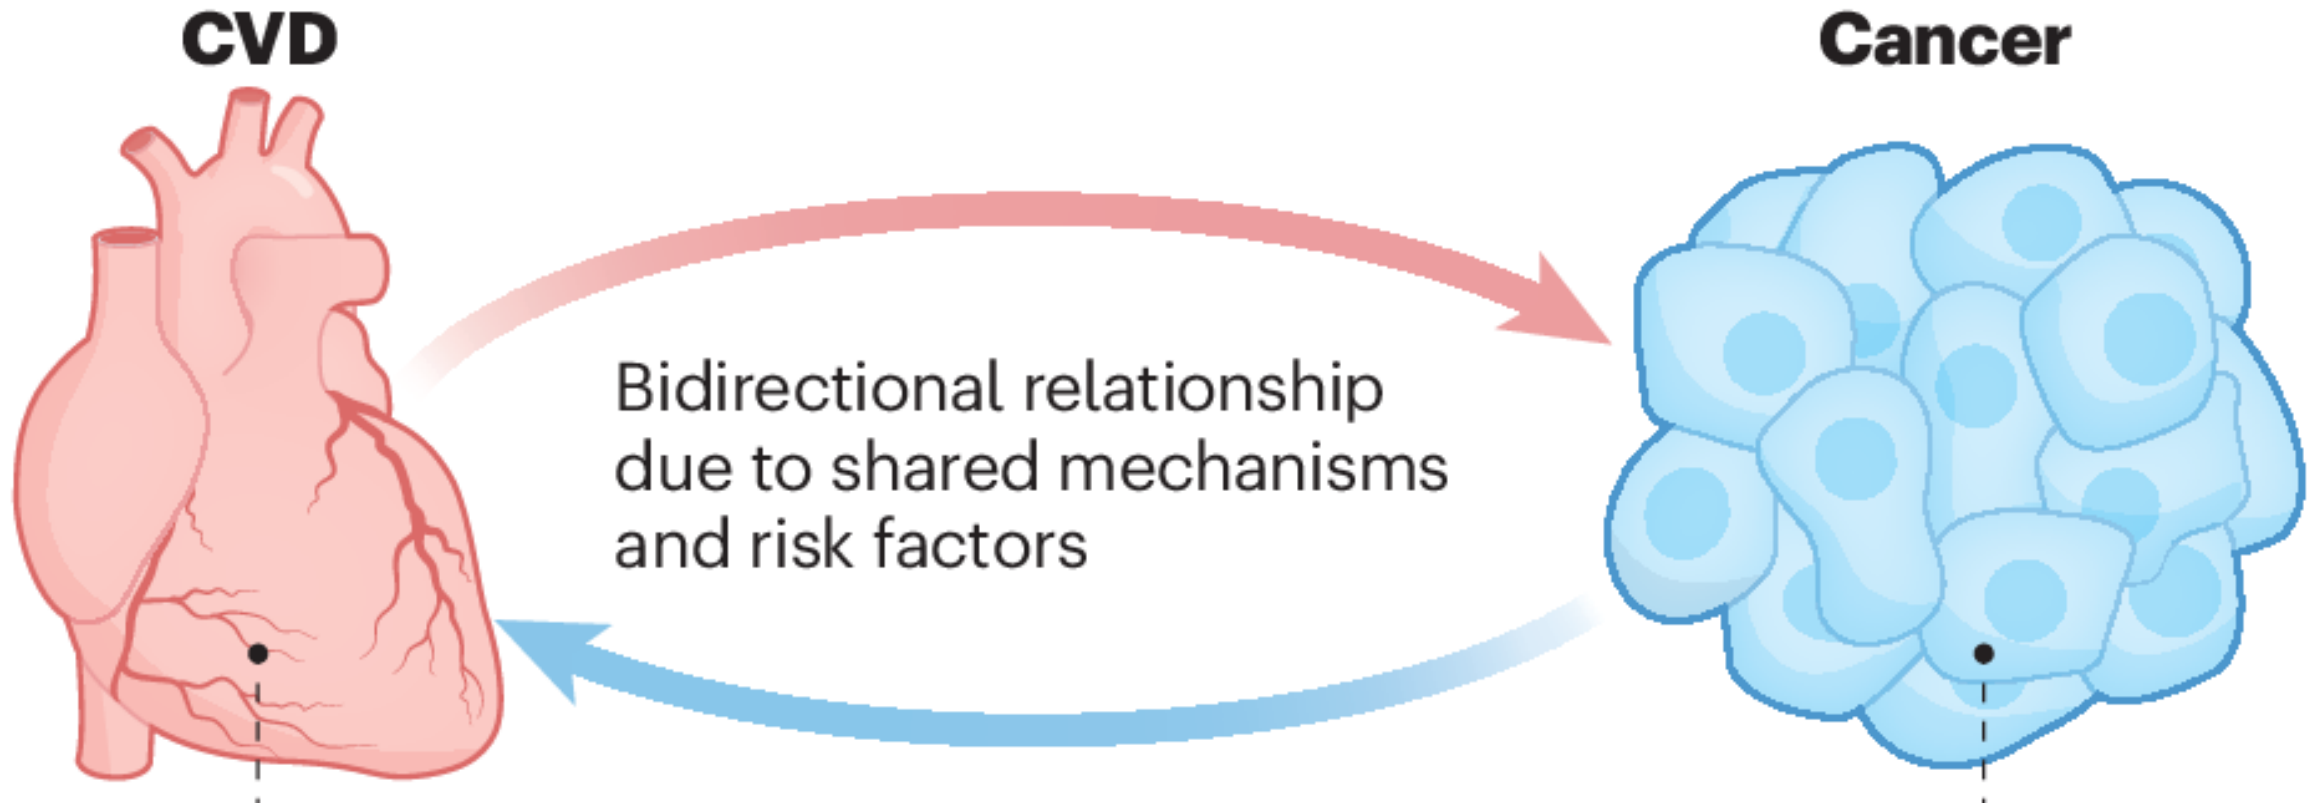 CVD
Cancer
Bidirectional relationship
due to shared mechanisms
and risk factors